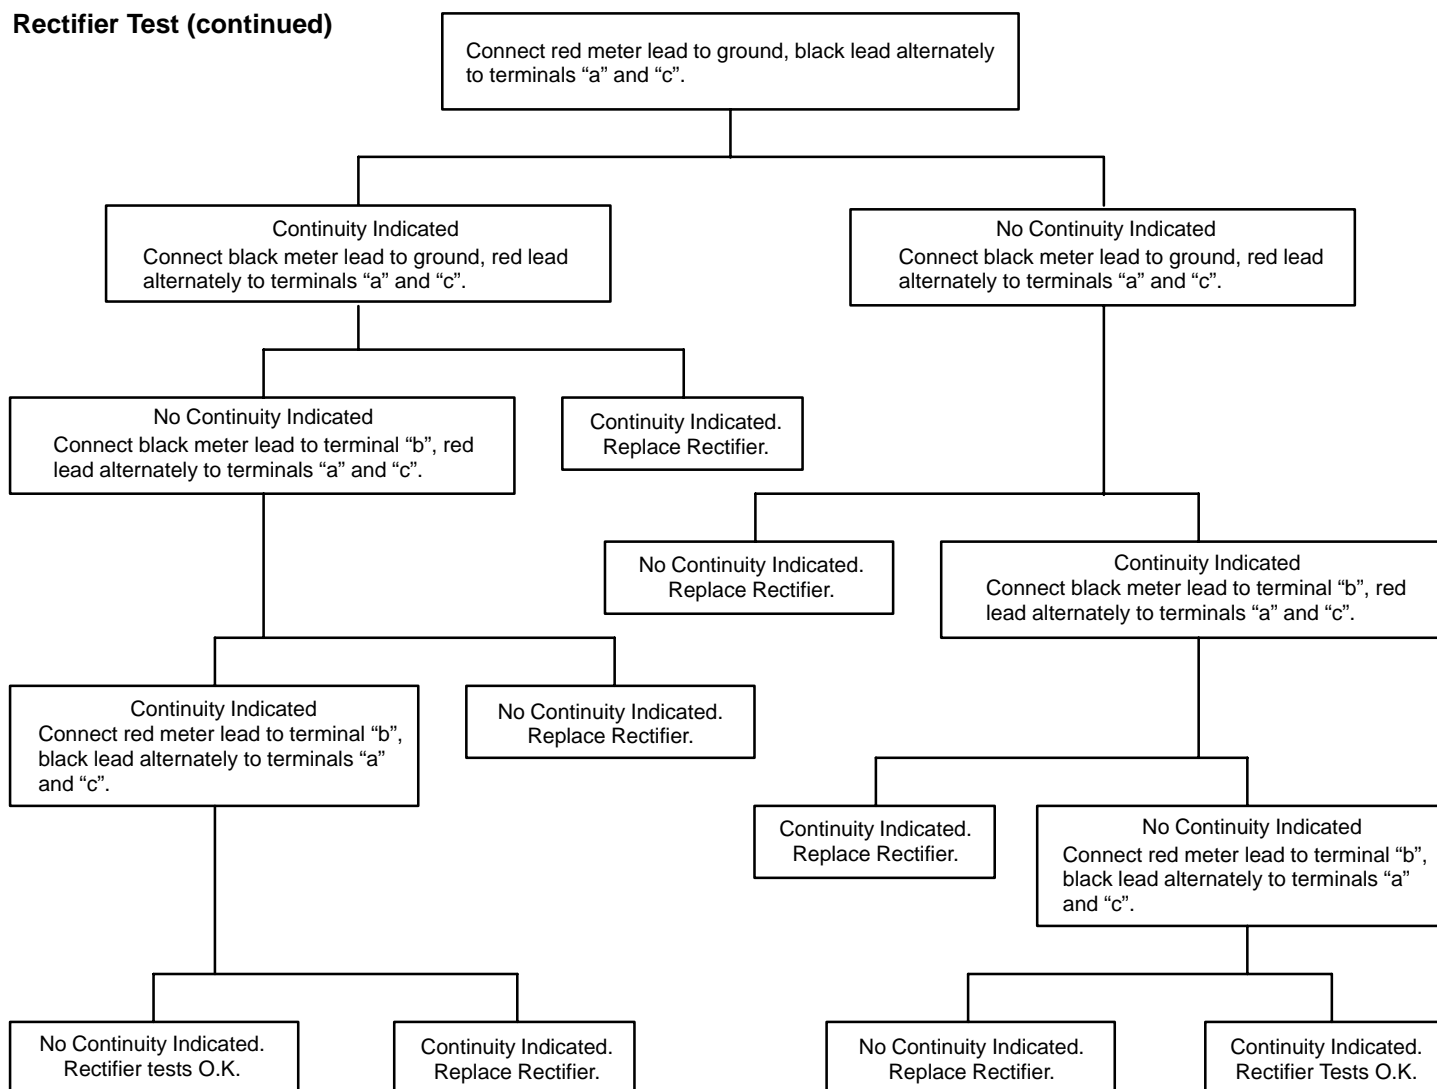 Rectifier Test (continued)
Connect red meter lead to ground, black lead alternately
to terminals “a” and “c”.
Continuity Indicated
Connect black meter lead to ground, red lead
alternately to terminals “a” and “c”.
No Continuity Indicated
Connect black meter lead to ground, red lead
alternately to terminals “a” and “c”.
No Continuity Indicated
Connect black meter lead to terminal “b”, red
lead alternately to terminals “a” and “c”.
Continuity Indicated.
Replace Rectifier.
No Continuity Indicated.
Replace Rectifier.
Continuity Indicated
Connect black meter lead to terminal “b”, red
lead alternately to terminals “a” and “c”.
Continuity Indicated
Connect red meter lead to terminal “b”,
black lead alternately to terminals “a”
and “c”.
No Continuity Indicated.
Replace Rectifier.
Continuity Indicated.
Replace Rectifier.
No Continuity Indicated
Connect red meter lead to terminal “b”,
black lead alternately to terminals “a”
and “c”.
No Continuity Indicated.
Rectifier tests O.K.
Continuity Indicated.
Replace Rectifier.
No Continuity Indicated.
Replace Rectifier.
Continuity Indicated.
Rectifier Tests O.K.